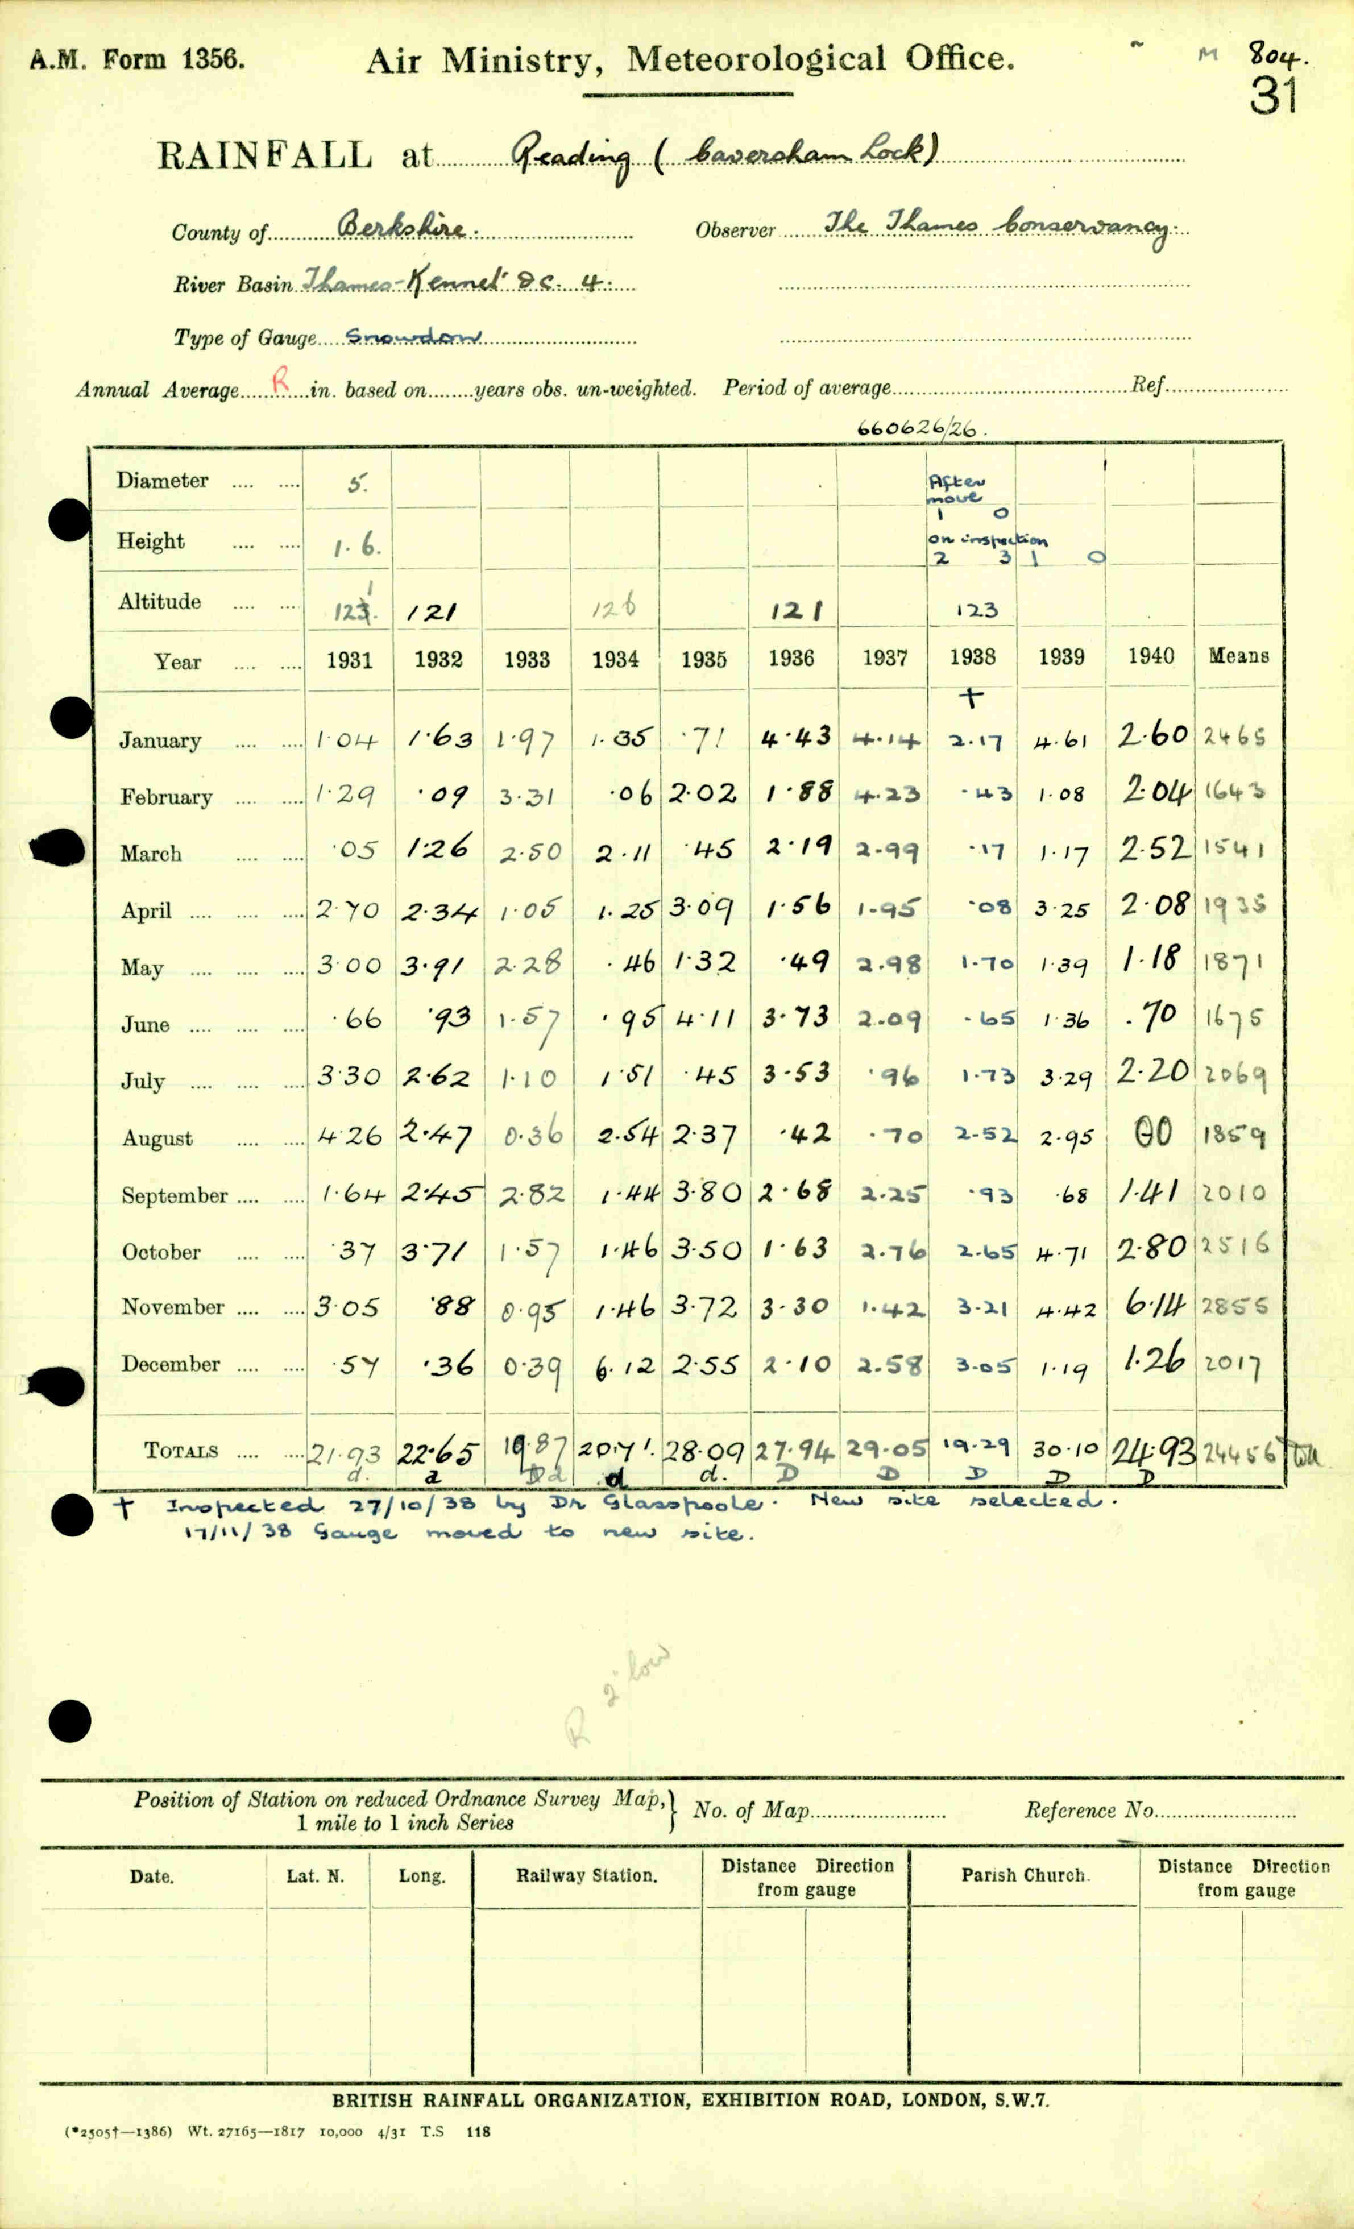 A.M. Form 1356. Air Ministry, Meteorological Office. M 804.
31
RAINFALL at Reading (Caversham Lock)
County of Berkshire. Observer The Thames Conservancy.
River Basin Thames-Kennet DC. 4.
Type of Gauge Snowdon
Annual Average R in. based on years obs. un-weighted. Period of average Ref.
660626/26.
Diameter 5. After move 1 0
Height 1. 6. on inspection 2 3 1 0
Altitude 121 121 123
Year 1931 1932 1933 1934 1935 1936 1937 1938 1939 1940 Means
+
January 1.04 1.63 1.97 1.35 .71 4.43 4.14 2.17 4.61 2.60 2465
February 1.29 .09 3.31 .06 2.02 1.88 4.23 .43 1.08 2.04 1643
March .05 1.26 2.50 2.11 .45 2.19 2.99 .17 1.17 2.52 1541
April 2.70 2.34 1.05 1.25 3.09 1.56 1.95 .08 3.25 2.08 1935
May 3.00 3.91 2.28 .46 1.32 .49 2.98 1.70 1.39 1.18 1871
June .66 .93 1.57 .95 4.11 3.73 2.09 .65 1.36 .70 1675
July 3.30 2.62 1.10 1.51 .45 3.53 .96 1.73 3.29 2.20 2069
August 4.26 2.47 0.36 2.54 2.37 .42 .70 2.52 2.95 00 1859
September 1.64 2.45 2.82 1.44 3.80 2.68 2.25 .93 .68 1.41 2010
October .37 3.71 1.57 1.46 3.50 1.63 2.76 2.65 4.71 2.80 2516
November 3.05 .88 0.95 1.46 3.72 3.30 1.42 3.21 4.42 6.14 2855
December .57 .36 0.39 6.12 2.55 2.10 2.58 3.05 1.19 1.26 2017
TOTALS 21.93 22.65 19.87 20.71. 28.09 27.94 29.05 19.29 30.10 24.93 24456
d. a D d d d. D D D D D
† Inspected 27/10/38 by Dr Glasspoole. New site selected.
17/11/38 Gauge moved to new site.
R 2" low
Position of Station on reduced Ordnance Survey Map,} No. of Map Reference No.
1 mile to 1 inch Series
Date. Lat. N. Long. Railway Station. Distance Direction from gauge Parish Church. Distance Direction from gauge
BRITISH RAINFALL ORGANIZATION, EXHIBITION ROAD, LONDON, S.W.7.
(*2505†—1386) Wt. 27165—1817 10,000 4/31 T.S 118